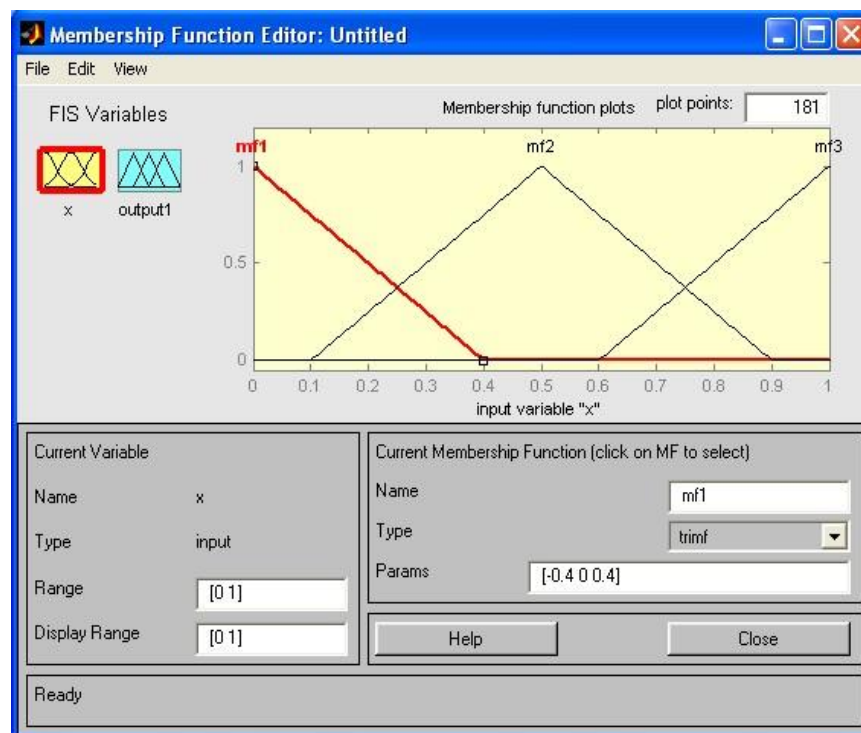 Membership Function Editor: Untitled
File Edit View
FIS Variables
Membership function plots plot points: 181
mf1 mf2 mf3
x output1
1
0.5
0
0 0.1 0.2 0.3 0.4 0.5 0.6 0.7 0.8 0.9 1
input variable "x"
Current Variable
Name x
Type input
Range [0 1]
Display Range [0 1]
Current Membership Function (click on MF to select)
Name mf1
Type trimf
Params [-0.4 0 0.4]
Help Close
Ready